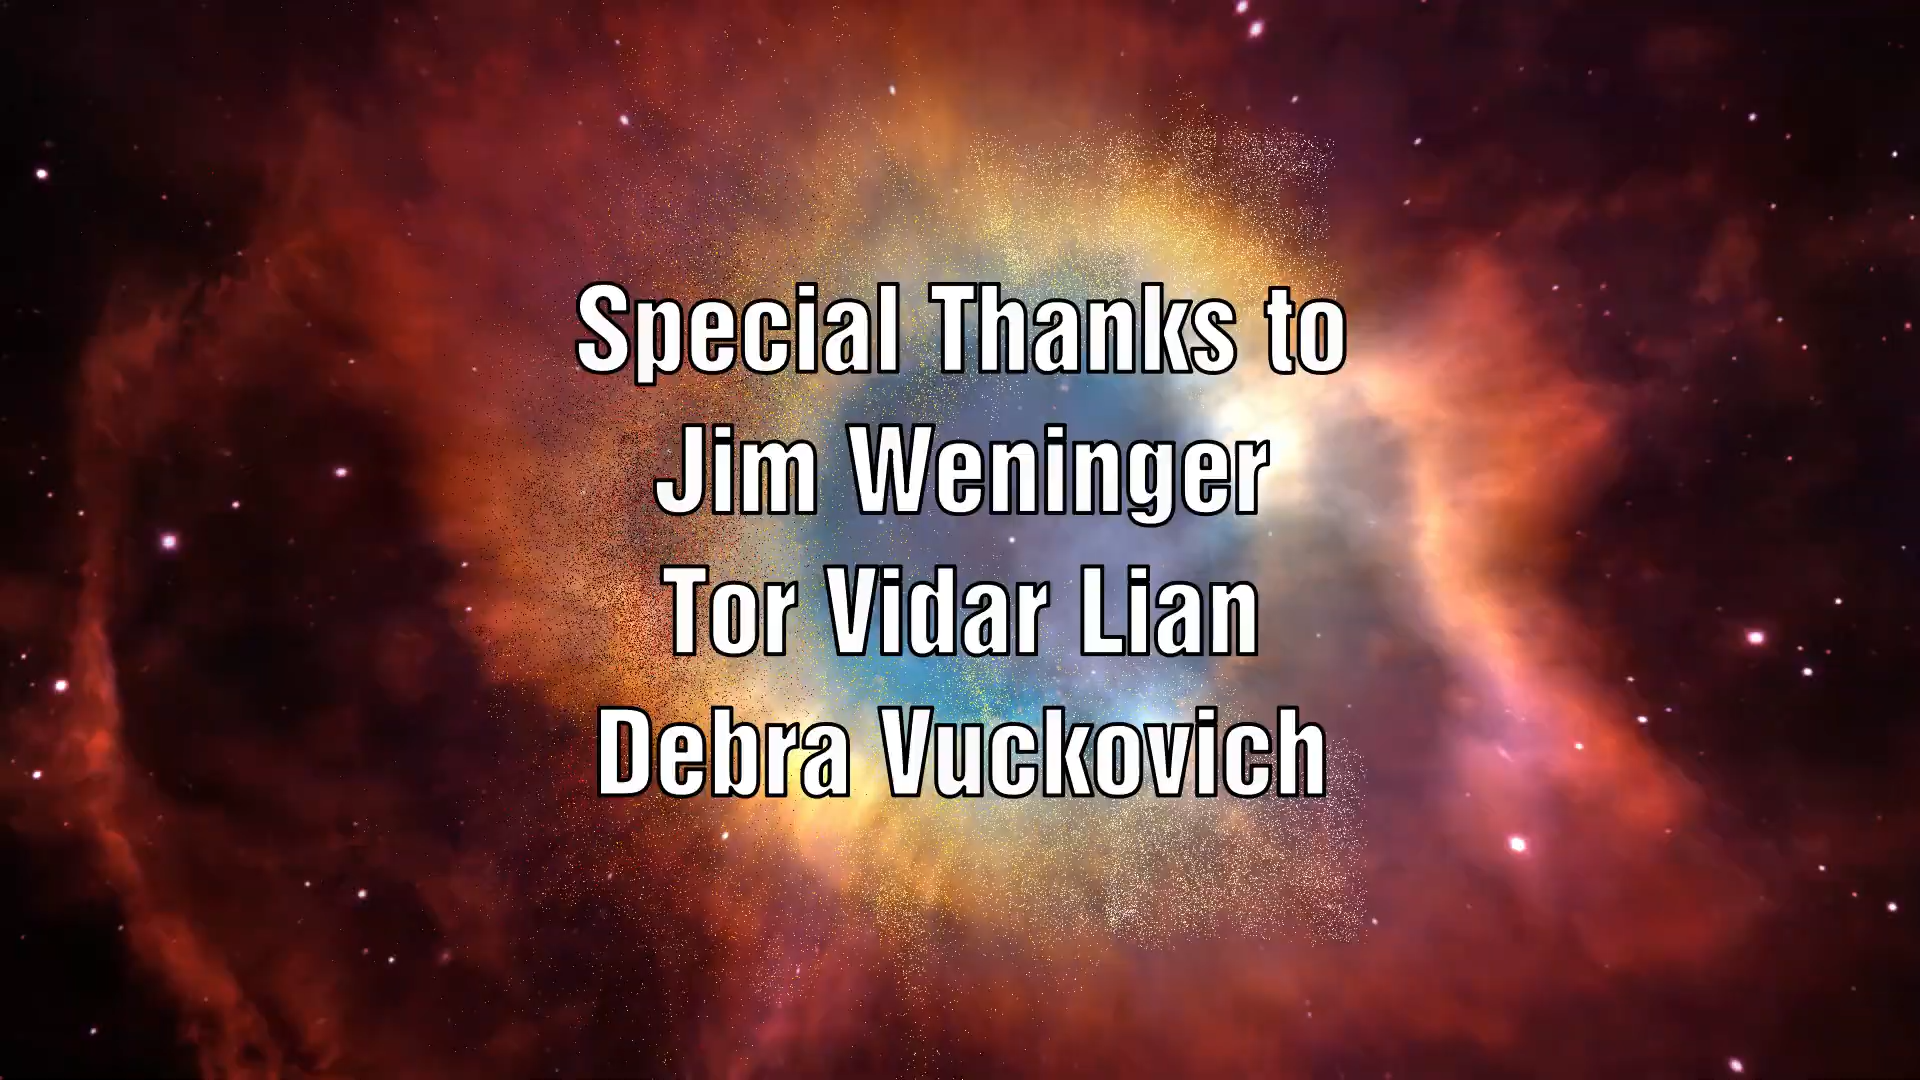 Special Thanks to
Jim Weninger
Tor Vidar Lian
Debra Vuckovich